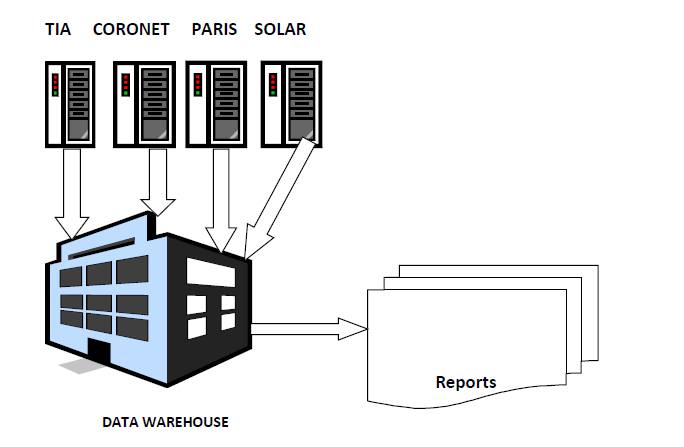 TIA CORONET PARIS SOLAR
Reports
DATA WAREHOUSE